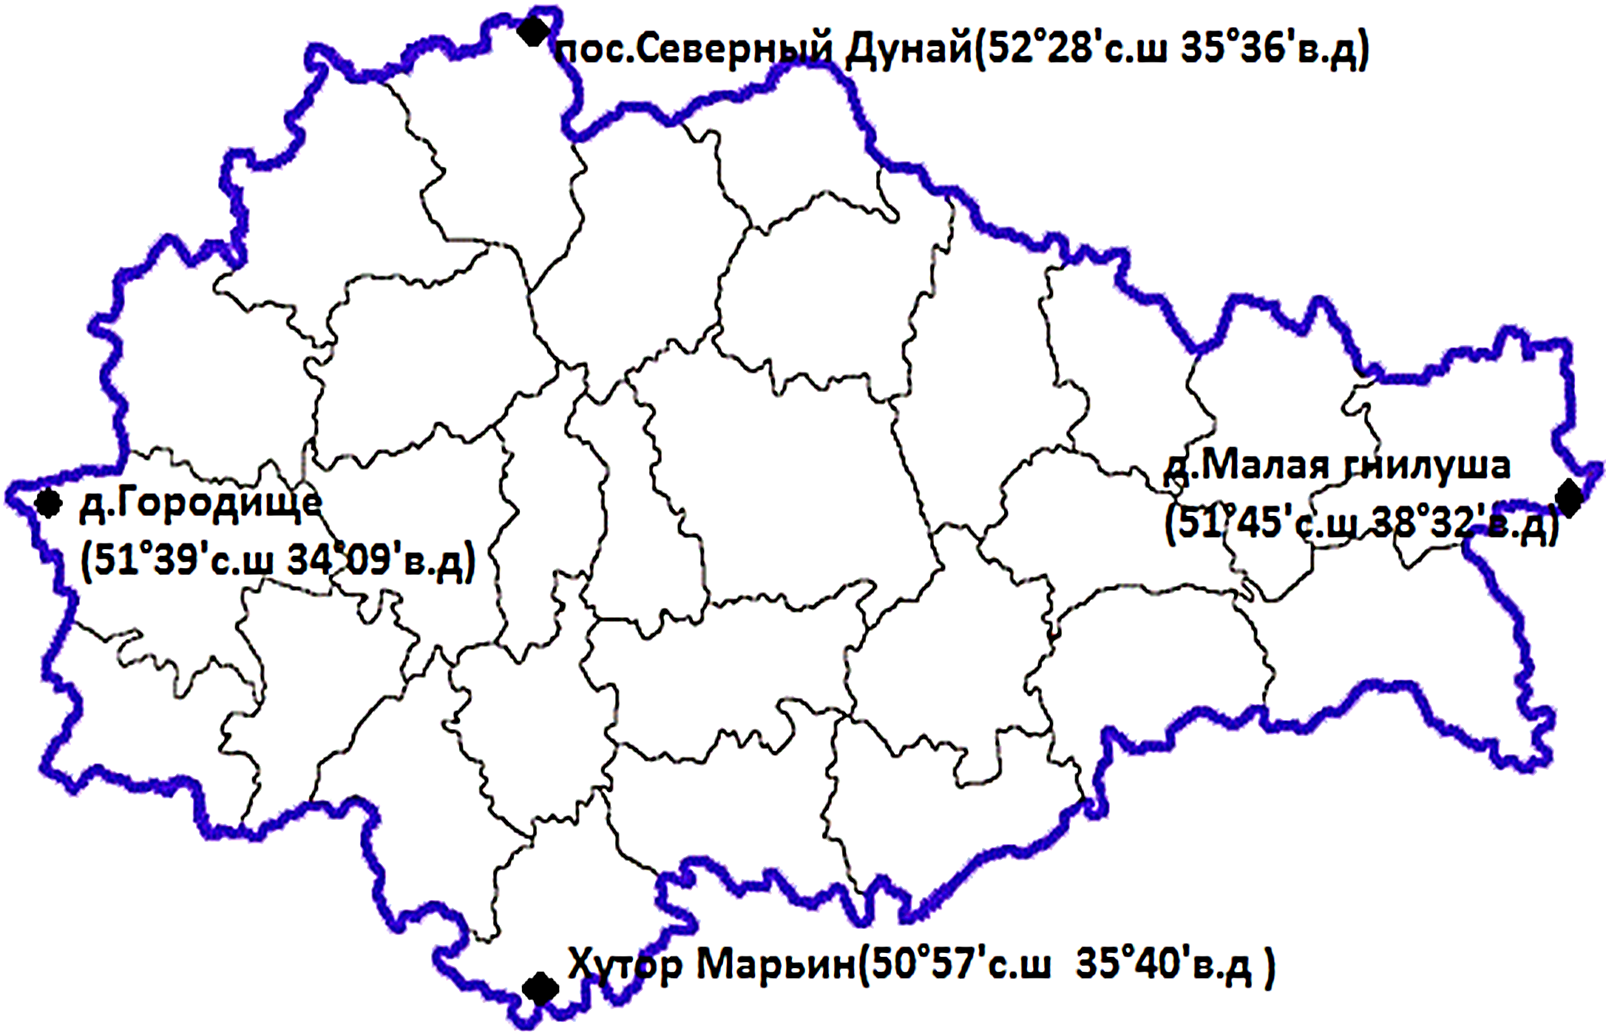 пос.Северный Дунай(52°28'с.ш 35°36'в.д)
д.Малая гнилуша
(51°45'с.ш 38°32'в.д)
д.Городище
(51°39'с.ш 34°09'в.д)
Хутор Марьин(50°57'с.ш  35°40'в.д )